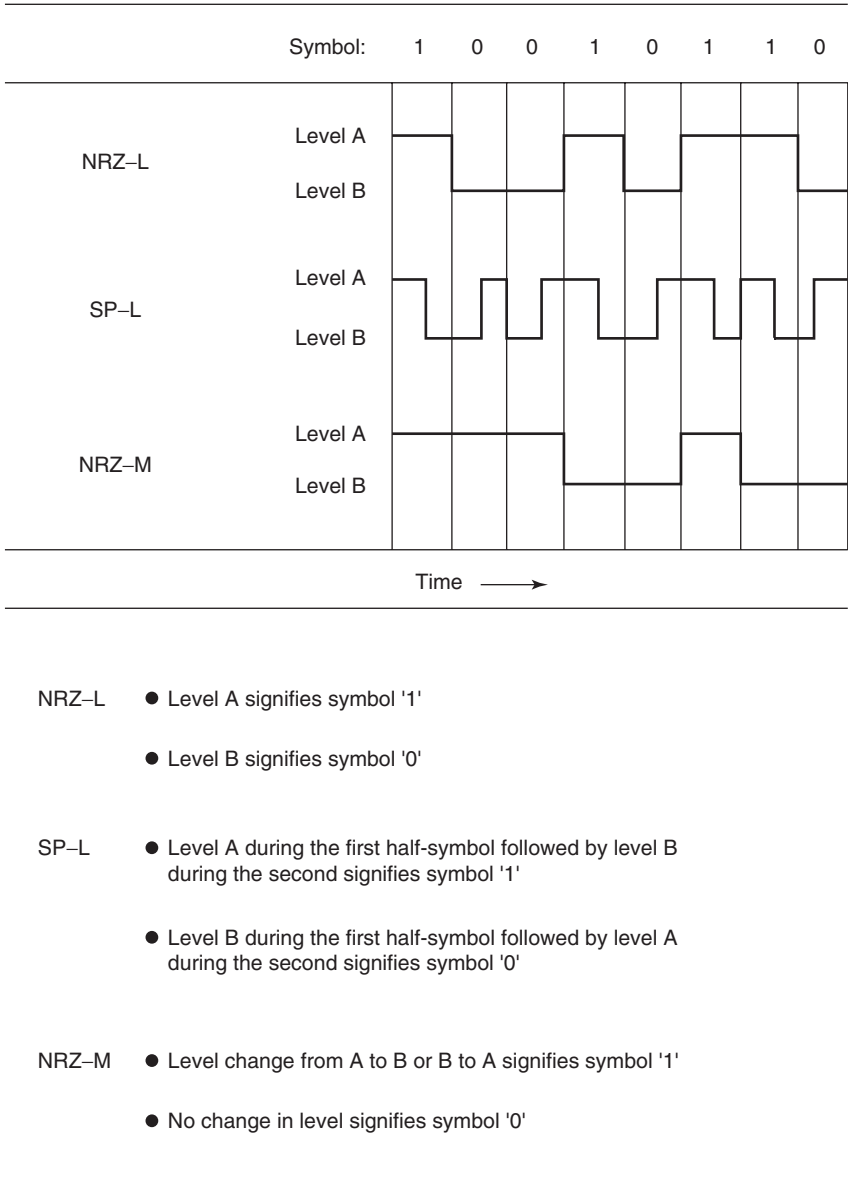 Symbol: 1 0 0 1 0 1 1 0
Level A
NRZ–L
Level B
Level A
SP–L
Level B
Level A
NRZ–M
Level B
Time
NRZ–L ● Level A signifies symbol '1'
● Level B signifies symbol '0'
SP–L ● Level A during the first half-symbol followed by level B
during the second signifies symbol '1'
● Level B during the first half-symbol followed by level A
during the second signifies symbol '0'
NRZ–M ● Level change from A to B or B to A signifies symbol '1'
● No change in level signifies symbol '0'